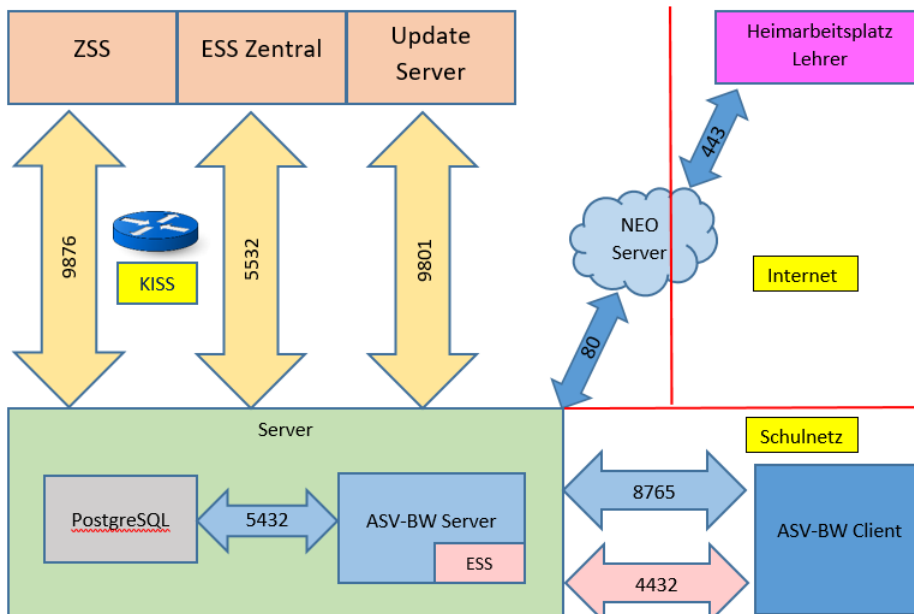 ZSS
ESS Zentral
Update
Server
Heimarbeitsplatz
Lehrer
443
NEO
Server
9876
KISS
5532
9801
Internet
80
Server
Schulnetz
PostgreSQL
5432
ASV-BW Server
ESS
8765
ASV-BW Client
4432